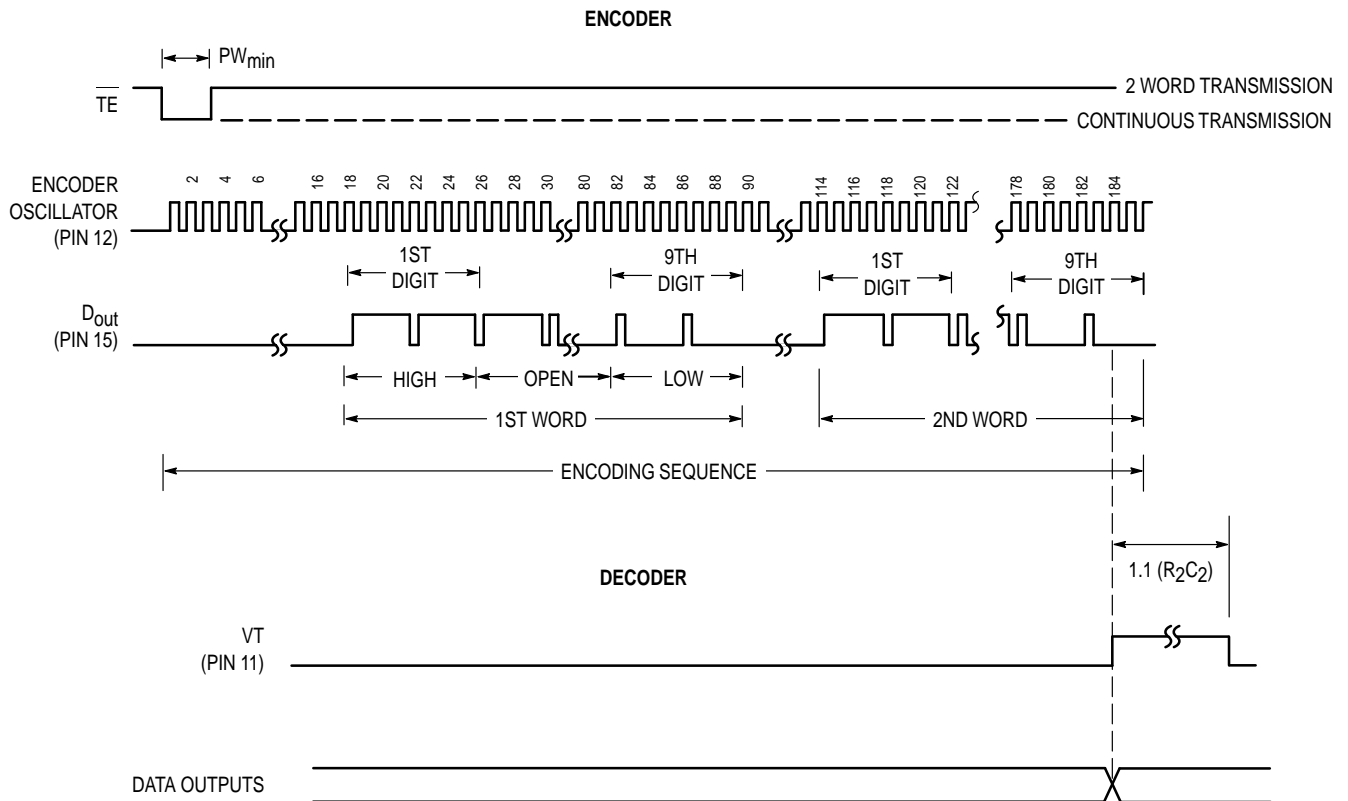 ENCODER
PWmin
TE
2 WORD TRANSMISSION
CONTINUOUS TRANSMISSION
ENCODER
OSCILLATOR
(PIN 12)
2 4 6 16 18 20 22 24 26 28 30 80 82 84 86 88 90 114 116 118 120 122 178 180 182 184
1ST
DIGIT
9TH
DIGIT
1ST
DIGIT
9TH
DIGIT
Dout
(PIN 15)
HIGH OPEN LOW
1ST WORD 2ND WORD
ENCODING SEQUENCE
1.1 (R2C2)
DECODER
VT
(PIN 11)
DATA OUTPUTS